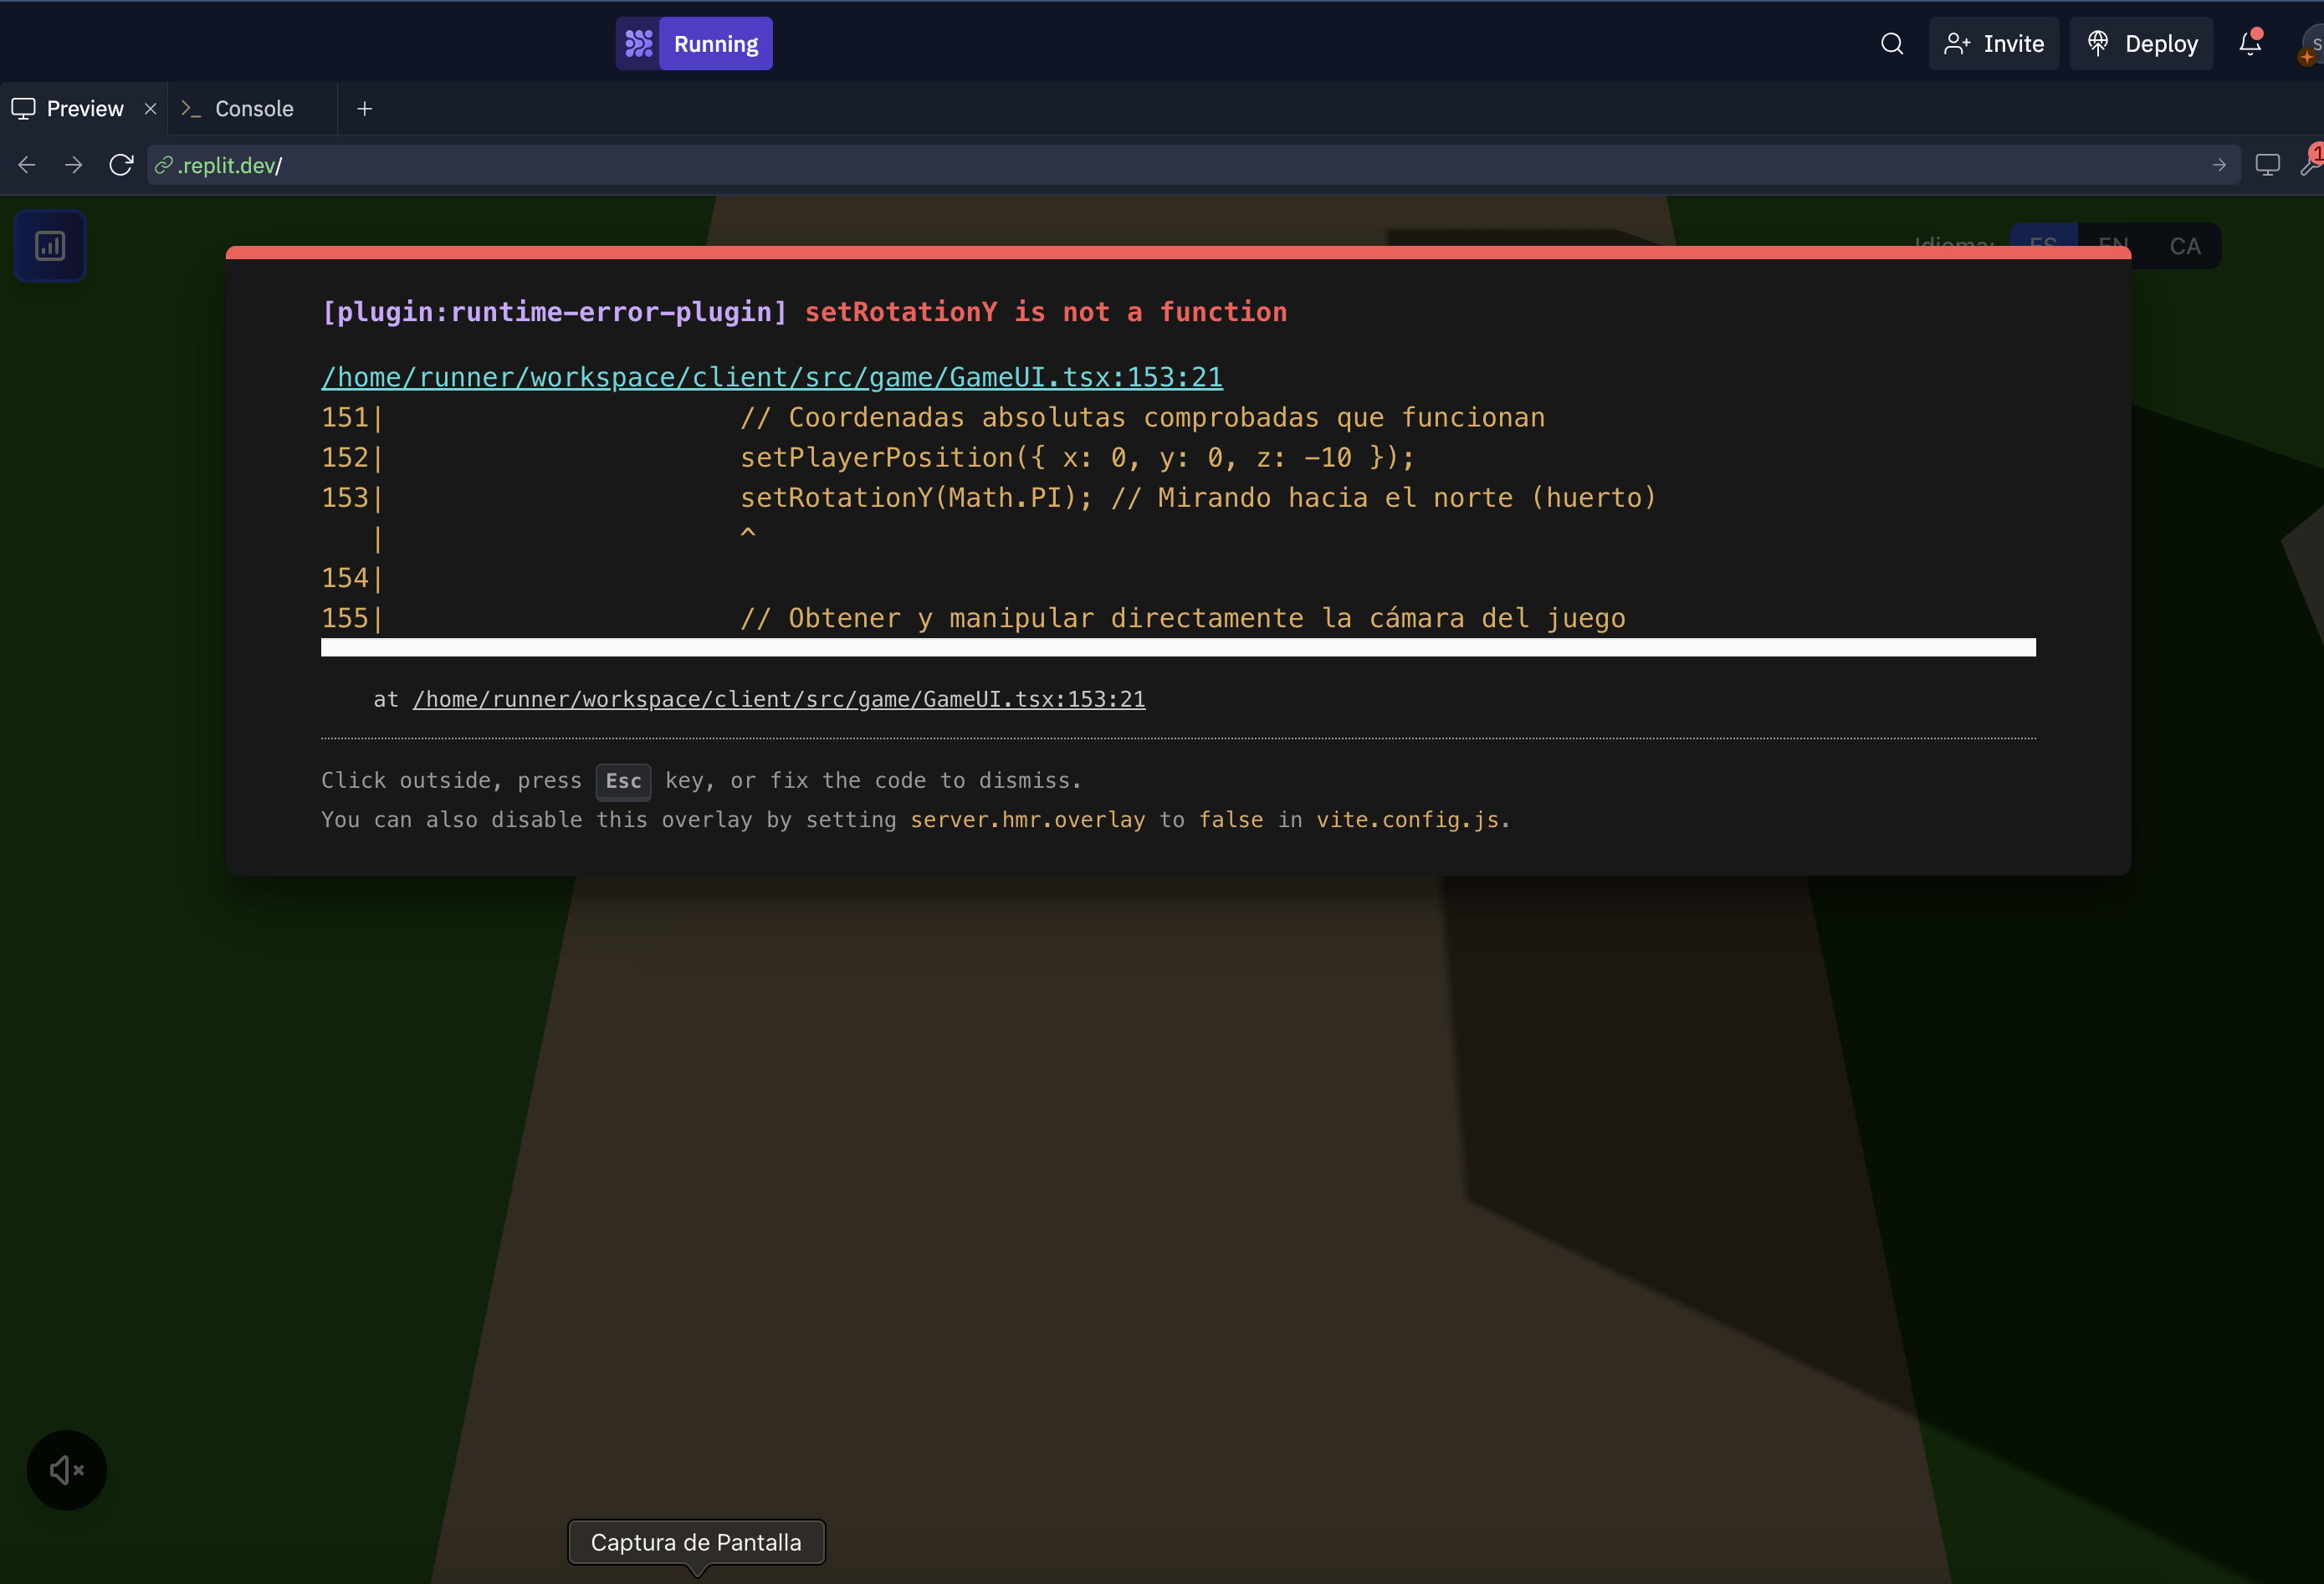 Running
Invite
Deploy
S
Preview
Console
.replit.dev/
1
Idioma: ES EN CA
[plugin:runtime-error-plugin] setRotationY is not a function
/home/runner/workspace/client/src/game/GameUI.tsx:153:21
151| // Coordenadas absolutas comprobadas que funcionan
152| setPlayerPosition({ x: 0, y: 0, z: -10 });
153| setRotationY(Math.PI); // Mirando hacia el norte (huerto)
| ^
154|
155| // Obtener y manipular directamente la cámara del juego
at /home/runner/workspace/client/src/game/GameUI.tsx:153:21
Click outside, press Esc key, or fix the code to dismiss.
You can also disable this overlay by setting server.hmr.overlay to false in vite.config.js.
Captura de Pantalla